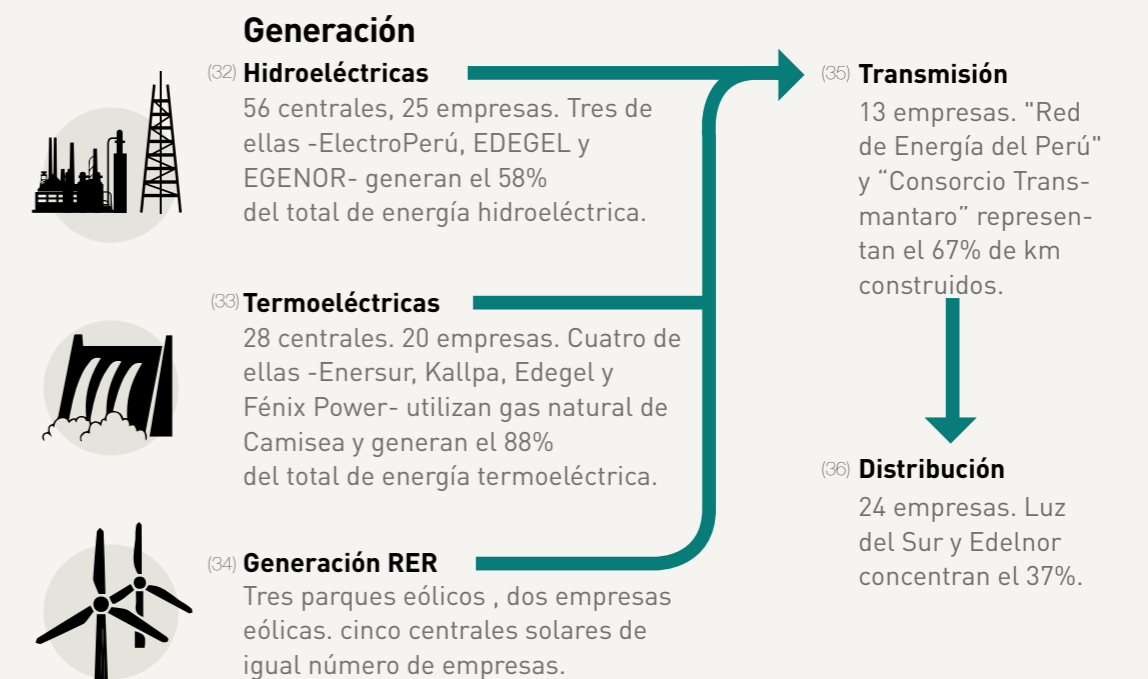 Generación
(32) Hidroeléctricas
56 centrales, 25 empresas. Tres de
ellas -ElectroPerú, EDEGEL y
EGENOR- generan el 58%
del total de energía hidroeléctrica.
(33) Termoeléctricas
28 centrales. 20 empresas. Cuatro de
ellas -Enersur, Kallpa, Edegel y
Fénix Power- utilizan gas natural de
Camisea y generan el 88%
del total de energía termoeléctrica.
(34) Generación RER
Tres parques eólicos , dos empresas
eólicas. cinco centrales solares de
igual número de empresas.
(35) Transmisión
13 empresas. "Red
de Energía del Perú"
y “Consorcio Trans-
mantaro” represen-
tan el 67% de km
construidos.
(36) Distribución
24 empresas. Luz
del Sur y Edelnor
concentran el 37%.